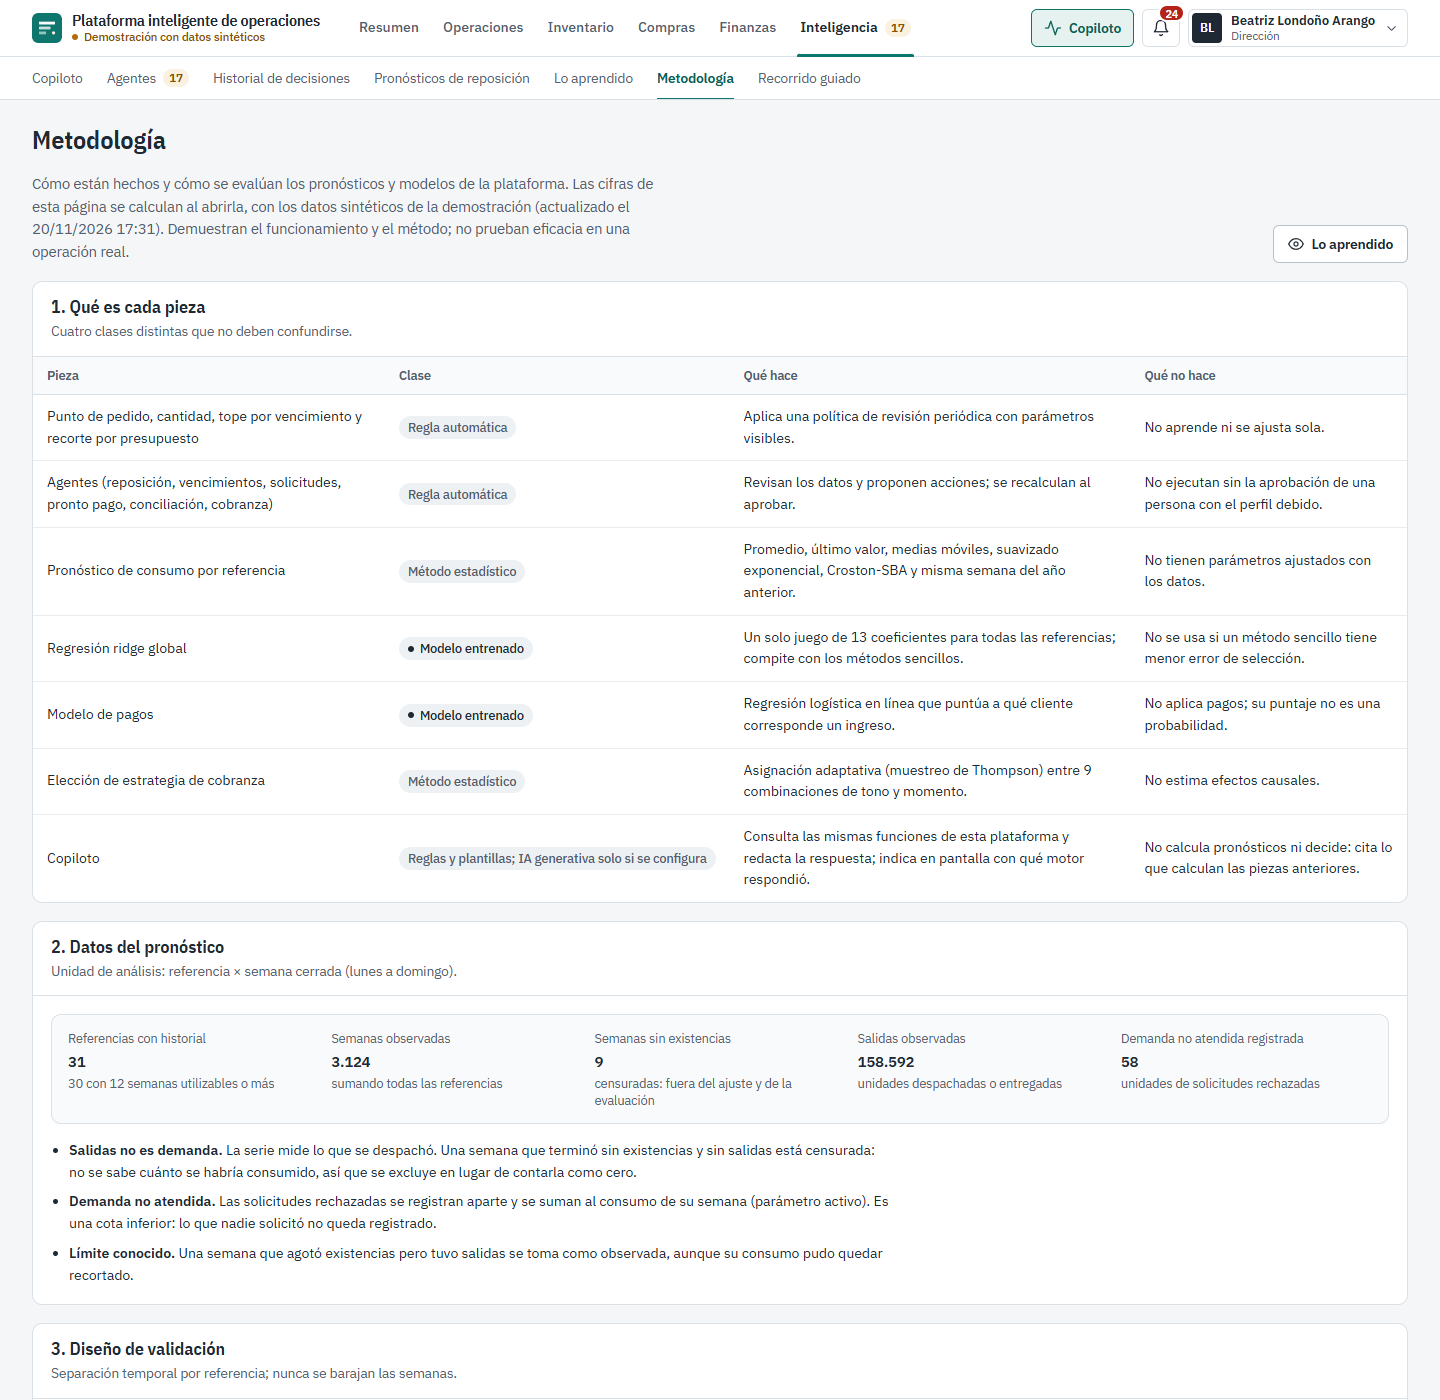 Plataforma inteligente de operaciones
Demostración con datos sintéticos
Resumen
Operaciones
Inventario
Compras
Finanzas
Inteligencia 17
Copiloto
24
BL
Beatriz Londoño Arango
Dirección
Copiloto
Agentes 17
Historial de decisiones
Pronósticos de reposición
Lo aprendido
Metodología
Recorrido guiado
Metodología
Cómo están hechos y cómo se evalúan los pronósticos y modelos de la plataforma. Las cifras de
esta página se calculan al abrirla, con los datos sintéticos de la demostración (actualizado el
20/11/2026 17:31). Demuestran el funcionamiento y el método; no prueban eficacia en una
operación real.
Lo aprendido
1. Qué es cada pieza
Cuatro clases distintas que no deben confundirse.
Pieza
Clase
Qué hace
Qué no hace
Punto de pedido, cantidad, tope por vencimiento y
recorte por presupuesto
Regla automática
Aplica una política de revisión periódica con parámetros
visibles.
No aprende ni se ajusta sola.
Agentes (reposición, vencimientos, solicitudes,
pronto pago, conciliación, cobranza)
Regla automática
Revisan los datos y proponen acciones; se recalculan al
aprobar.
No ejecutan sin la aprobación de una
persona con el perfil debido.
Pronóstico de consumo por referencia
Método estadístico
Promedio, último valor, medias móviles, suavizado
exponencial, Croston-SBA y misma semana del año
anterior.
No tienen parámetros ajustados con
los datos.
Regresión ridge global
Modelo entrenado
Un solo juego de 13 coeficientes para todas las referencias;
compite con los métodos sencillos.
No se usa si un método sencillo tiene
menor error de selección.
Modelo de pagos
Modelo entrenado
Regresión logística en línea que puntúa a qué cliente
corresponde un ingreso.
No aplica pagos; su puntaje no es una
probabilidad.
Elección de estrategia de cobranza
Método estadístico
Asignación adaptativa (muestreo de Thompson) entre 9
combinaciones de tono y momento.
No estima efectos causales.
Copiloto
Reglas y plantillas; IA generativa solo si se configura
Consulta las mismas funciones de esta plataforma y
redacta la respuesta; indica en pantalla con qué motor
respondió.
No calcula pronósticos ni decide: cita lo
que calculan las piezas anteriores.
2. Datos del pronóstico
Unidad de análisis: referencia × semana cerrada (lunes a domingo).
Referencias con historial
31
30 con 12 semanas utilizables o más
Semanas observadas
3.124
sumando todas las referencias
Semanas sin existencias
9
censuradas: fuera del ajuste y de la
evaluación
Salidas observadas
158.592
unidades despachadas o entregadas
Demanda no atendida registrada
58
unidades de solicitudes rechazadas
• Salidas no es demanda. La serie mide lo que se despachó. Una semana que terminó sin existencias y sin salidas está censurada:
no se sabe cuánto se habría consumido, así que se excluye en lugar de contarla como cero.
• Demanda no atendida. Las solicitudes rechazadas se registran aparte y se suman al consumo de su semana (parámetro activo). Es
una cota inferior: lo que nadie solicitó no queda registrado.
• Límite conocido. Una semana que agotó existencias pero tuvo salidas se toma como observada, aunque su consumo pudo quedar
recortado.
3. Diseño de validación
Separación temporal por referencia; nunca se barajan las semanas.